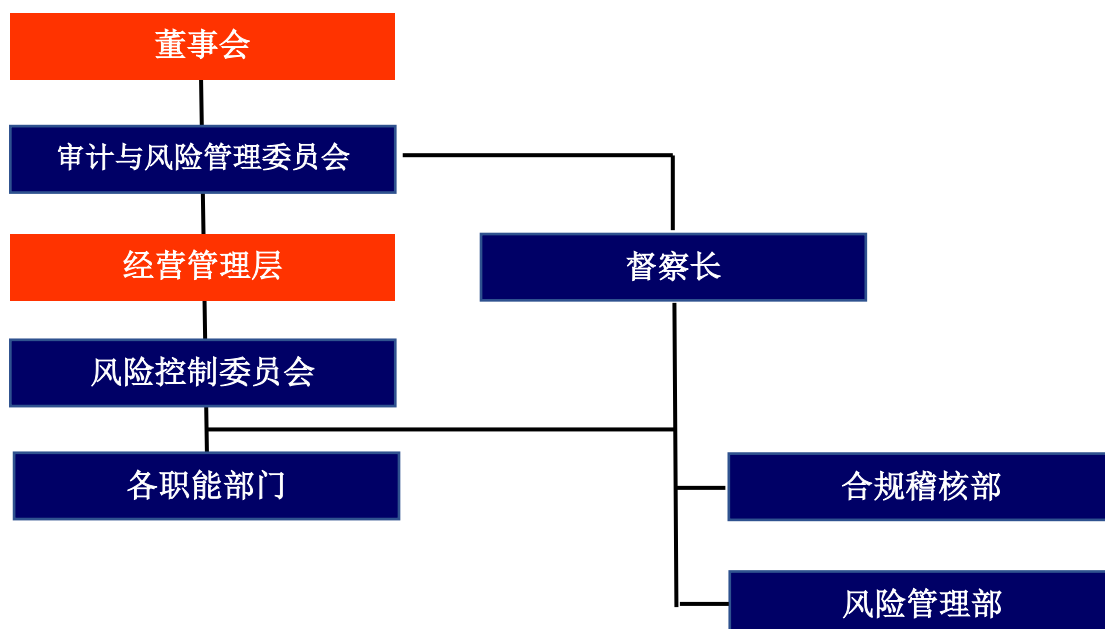 董事会
审计与风险管理委员会
经营管理层
督察长
风险控制委员会
各职能部门
合规稽核部
风险管理部